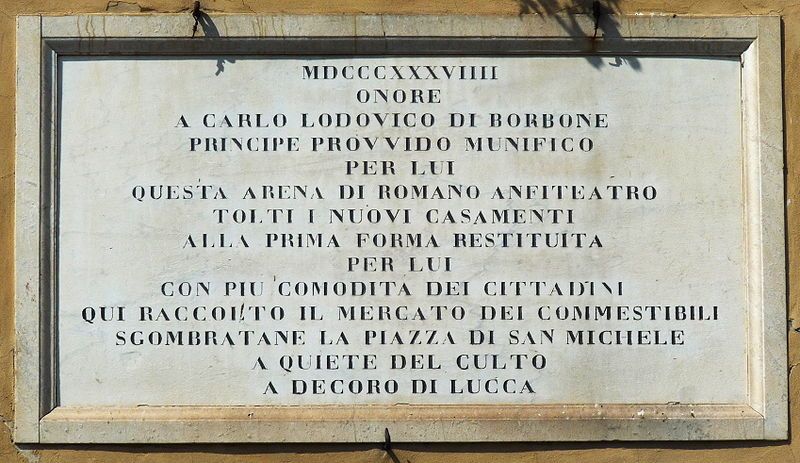 MDCCCXXXVIIII
ONORE
A CARLO LODOVICO DI BORBONE
PRINCIPE PROVVIDO MUNIFICO
PER LUI
QUESTA ARENA DI ROMANO ANFITEATRO
TOLTI I NUOVI CASAMENTI
ALLA PRIMA FORMA RESTITUITA
PER LUI
CON PIU COMODITA DEI CITTADINI
QUI RACCOLTO IL MERCATO DEI COMMESTIBILI
SGOMBRATANE LA PIAZZA DI SAN MICHELE
A QUIETE DEL CULTO
A DECORO DI LUCCA